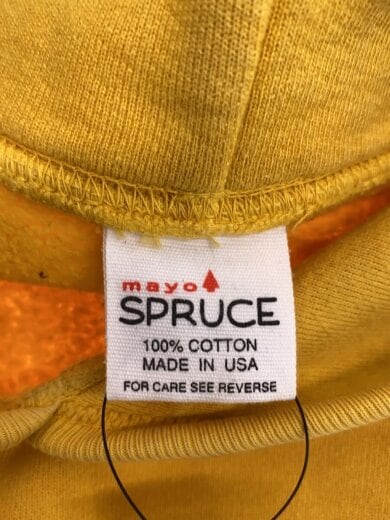 mayo
SPRUCE
100% COTTON
MADE IN USA
FOR CARE SEE REVERSE